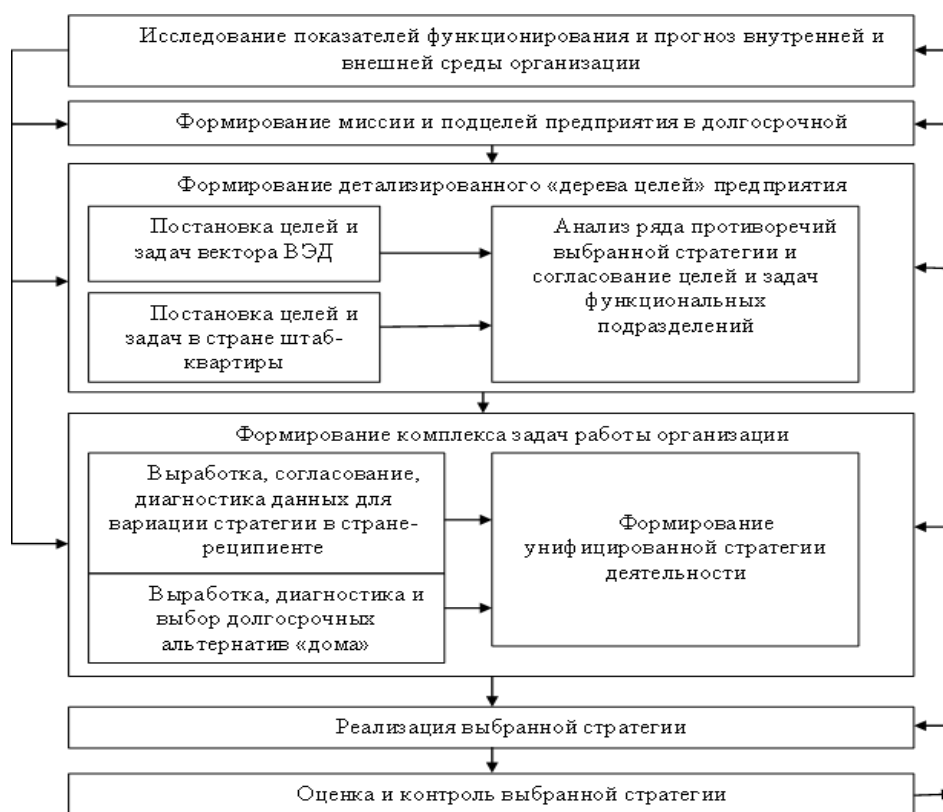 Исследование показателей функционирования и прогноз внутренней и
внешней среды организации
Формирование миссии и подцелей предприятия в долгосрочной
Формирование детализированного «дерева целей» предприятия
Постановка целей и
задач вектора ВЭД
Постановка целей и
задач в стране штаб-
квартиры
Анализ ряда противоречий
выбранной стратегии и
согласование целей и задач
функциональных
подразделений
Формирование комплекса задач работы организации
Выработка, согласование,
диагностика данных для
вариации стратегии в стране-
реципиенте
Выработка, диагностика и
выбор долгосрочных
альтернатив «дома»
Формирование
унифицированной стратегии
деятельности
Реализация выбранной стратегии
Оценка и контроль выбранной стратегии